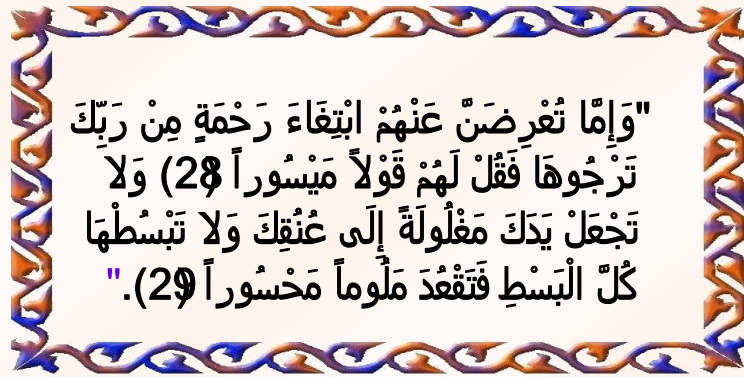 "وَإِمَّا تُعْرِضَنَّ عَنْهُمْ ابْتِغَاءَ رَحْمَةٍ مِنْ رَبِّكَ
تَرْجُوهَا فَقُلْ لَهُمْ قَوْلاً مَيْسُوراً (28) وَلا
تَجْعَلْ يَدَكَ مَغْلُولَةً إِلَى عُنُقِكَ وَلا تَبْسُطْهَا
كُلَّ الْبَسْطِ فَتَقْعُدَ مَلُوماً مَحْسُوراً (29)."